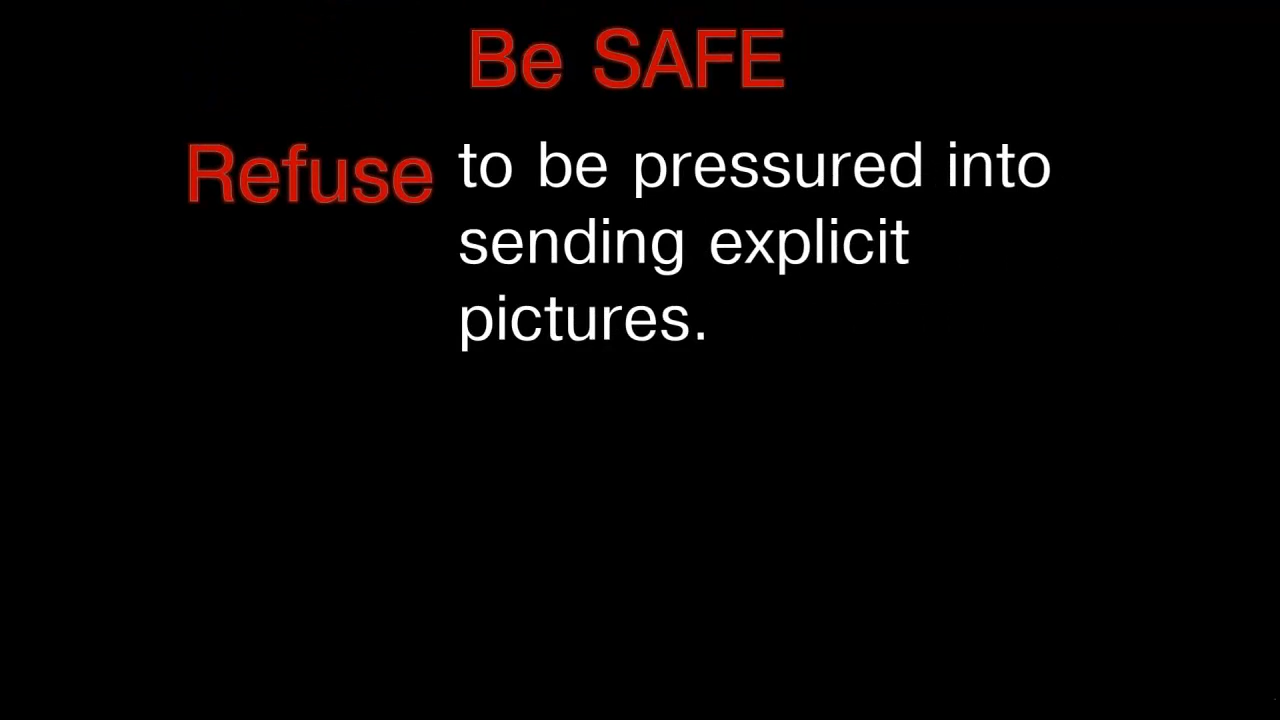 Be SAFE
Refuse to be pressured into
sending explicit
pictures.